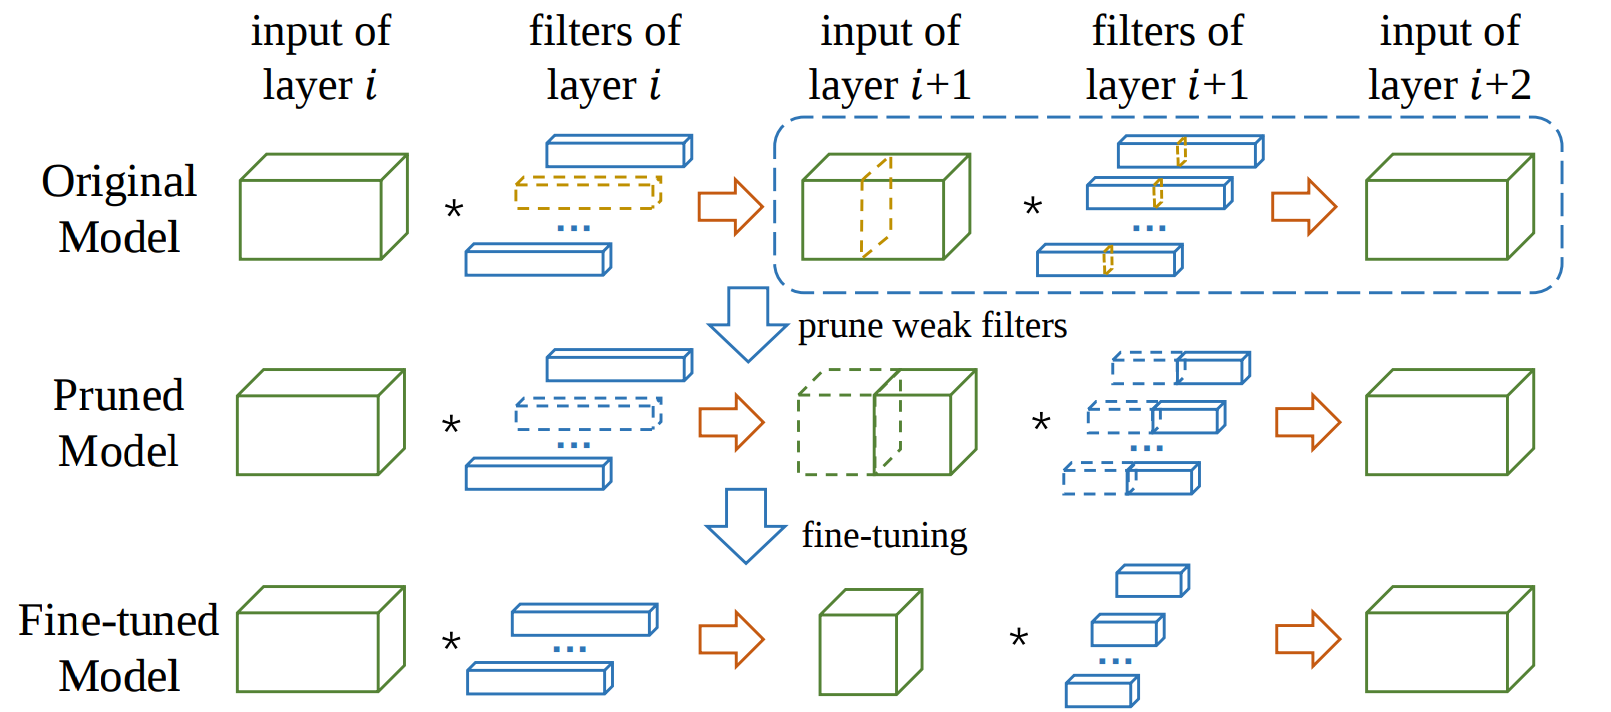 input of
layer i
filters of
layer i
input of
layer i+1
filters of
layer i+1
input of
layer i+2
Original
Model
*
...
*
...
prune weak filters
Pruned
Model
*
...
*
...
fine-tuning
Fine-tuned
Model
*
...
*
...